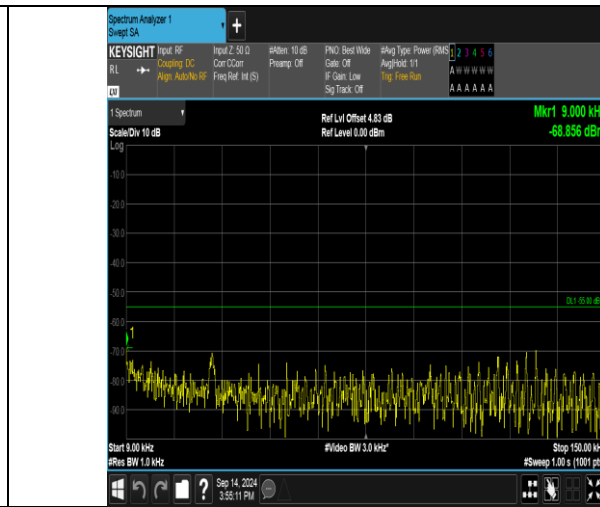 Spectrum Analyzer 1
Swept SA
+
KEYSIGHT Input: RF Input Z: 50 Ω #Atten: 10 dB PNO: Best Wide #Avg Type: Power (RMS 1 2 3 4 5 6
RL Coupling: DC Corr CCorr Preamp: Off Gate: Off Avg|Hold: 1/1 A W W W W W
Align: Auto/No RF Freq Ref: Int (S) IF Gain: Low Trig: Free Run
Sig Track: Off A A A A A A
1 Spectrum Ref Lvl Offset 4.83 dB Mkr1 9.000 kH
Scale/Div 10 dB Ref Level 0.00 dBm -68.856 dBr
Log
-10.0
-20.0
-30.0
-40.0
-50.0
DL1 -55.00 dB
-60.0
1
-70.0
-80.0
-90.0
Start 9.00 kHz #Video BW 3.0 kHz* Stop 150.00 kH
#Res BW 1.0 kHz #Sweep 1.00 s (1001 pt
? Sep 14, 2024
3:55:11 PM